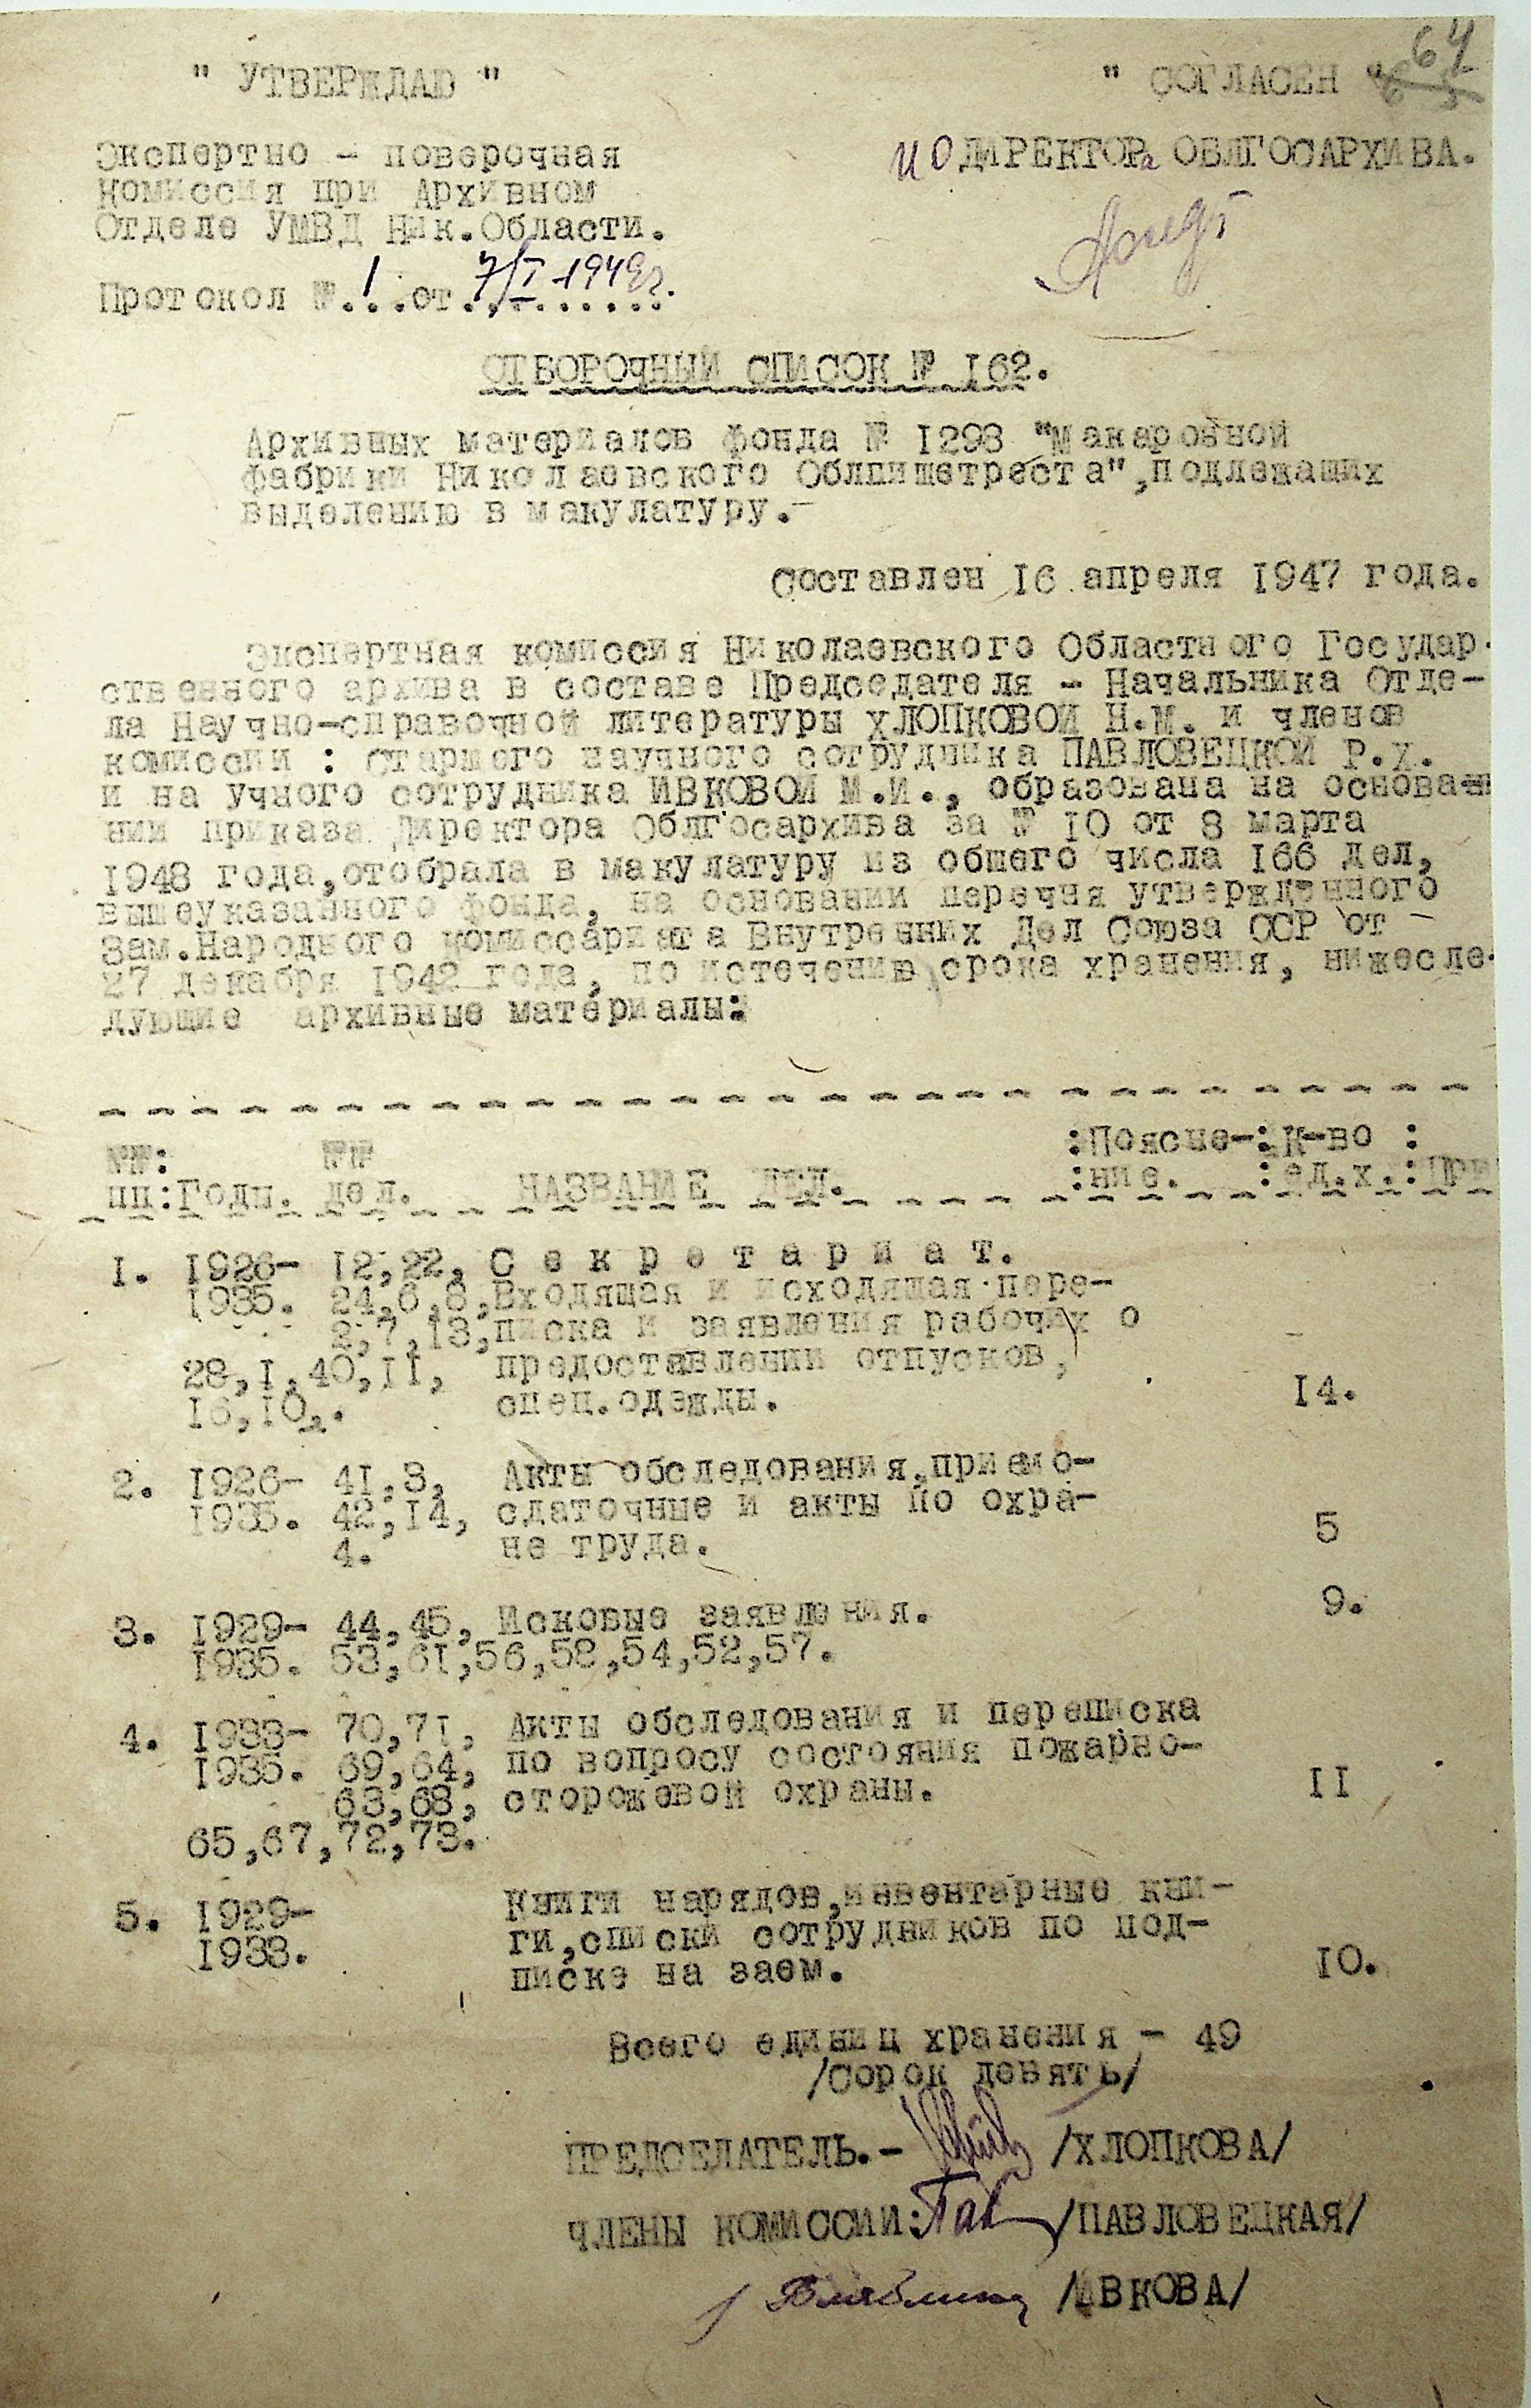 64
" УТВЕРЖДАЮ "
" СОГЛАСЕН "
Экспертно - поверочная
Комиссия при Архивном
Отделе УМВД Ник.Области.
Протокол №.1..от 7/I-1949г.
ИО ДИРЕКТОРа ОБЛГОСАРХИВА.
ОТБОРОЧНЫЙ СПИСОК № 162.
Архивных материалов фонда № 1293 "Макаронной
фабрики Николаевского Облпищетреста",подлежащих
выделению в макулатуру.-
Составлен 16 апреля 1947 года.
Экспертная комиссия Николаевского Областного Государ-
ственного архива в составе Председателя - Начальника Отде-
ла Научно-справочной литературы ХЛОПКОВОЙ Н.М. и членов
комиссии : Старшего научного сотрудника ПАВЛОВЕЦКОЙ Р.Х.
и научного сотрудника ИВКОВОЙ М.И., образована на основа-
нии приказа Директора Облгосархива за № 10 от 8 марта
1948 года,отобрала в макулатуру из общего числа 166 дел,
вышеуказанного фонда, на основании перечня утвержденного
Зам.Народного Комиссариата Внутренних Дел Союза ССР от
27 декабря 1942 года, по истечению срока хранения, нижесле-
дующие архивные материалы:
№№: №№ :Поясне-:К-во :
пп:Годы. дел. НАЗВАНИЕ ДЕЛ. :ние. :ед.х.:При
1. 1926- 12,22, С е к р е т а р и а т.
1935. 24,6,8,Входящая и исходящая пере-
2,7,13,писка и заявления рабочих о
28,1,40,11, предоставлении отпусков,
16,10,. спец.одежды. 14.
2. 1926- 41,3, Акты обследования,приемо-
1935. 42,14, сдаточные и акты по охра-
4. не труда. 5
3. 1929- 44,45, Исковые заявления. 9.
1935. 53,61,56,58,54,52,57.
4. 1933- 70,71, Акты обследования и переписка
1935. 69,64, по вопросу состояния пожарно-
63,68, сторожевой охраны. 11
65,67,72,73.
5. 1929- Книги нарядов,инвентарные кни-
1933. ги,списки сотрудников по под-
писке на заем. 10.
Всего единиц хранения - 49
/Сорок девять/
ПРЕДСЕДАТЕЛЬ.- /ХЛОПКОВА/
ЧЛЕНЫ КОМИССИИ: Пав /ПАВЛОВЕЦКАЯ/
/ИВКОВА/